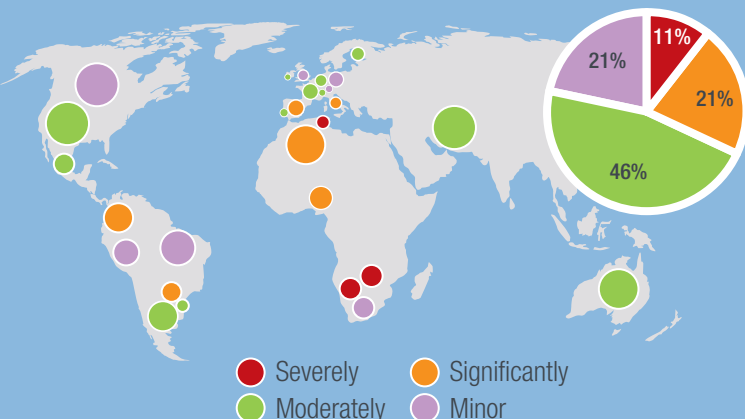 11%
21%
21%
46%
Severely
Significantly
Moderately
Minor